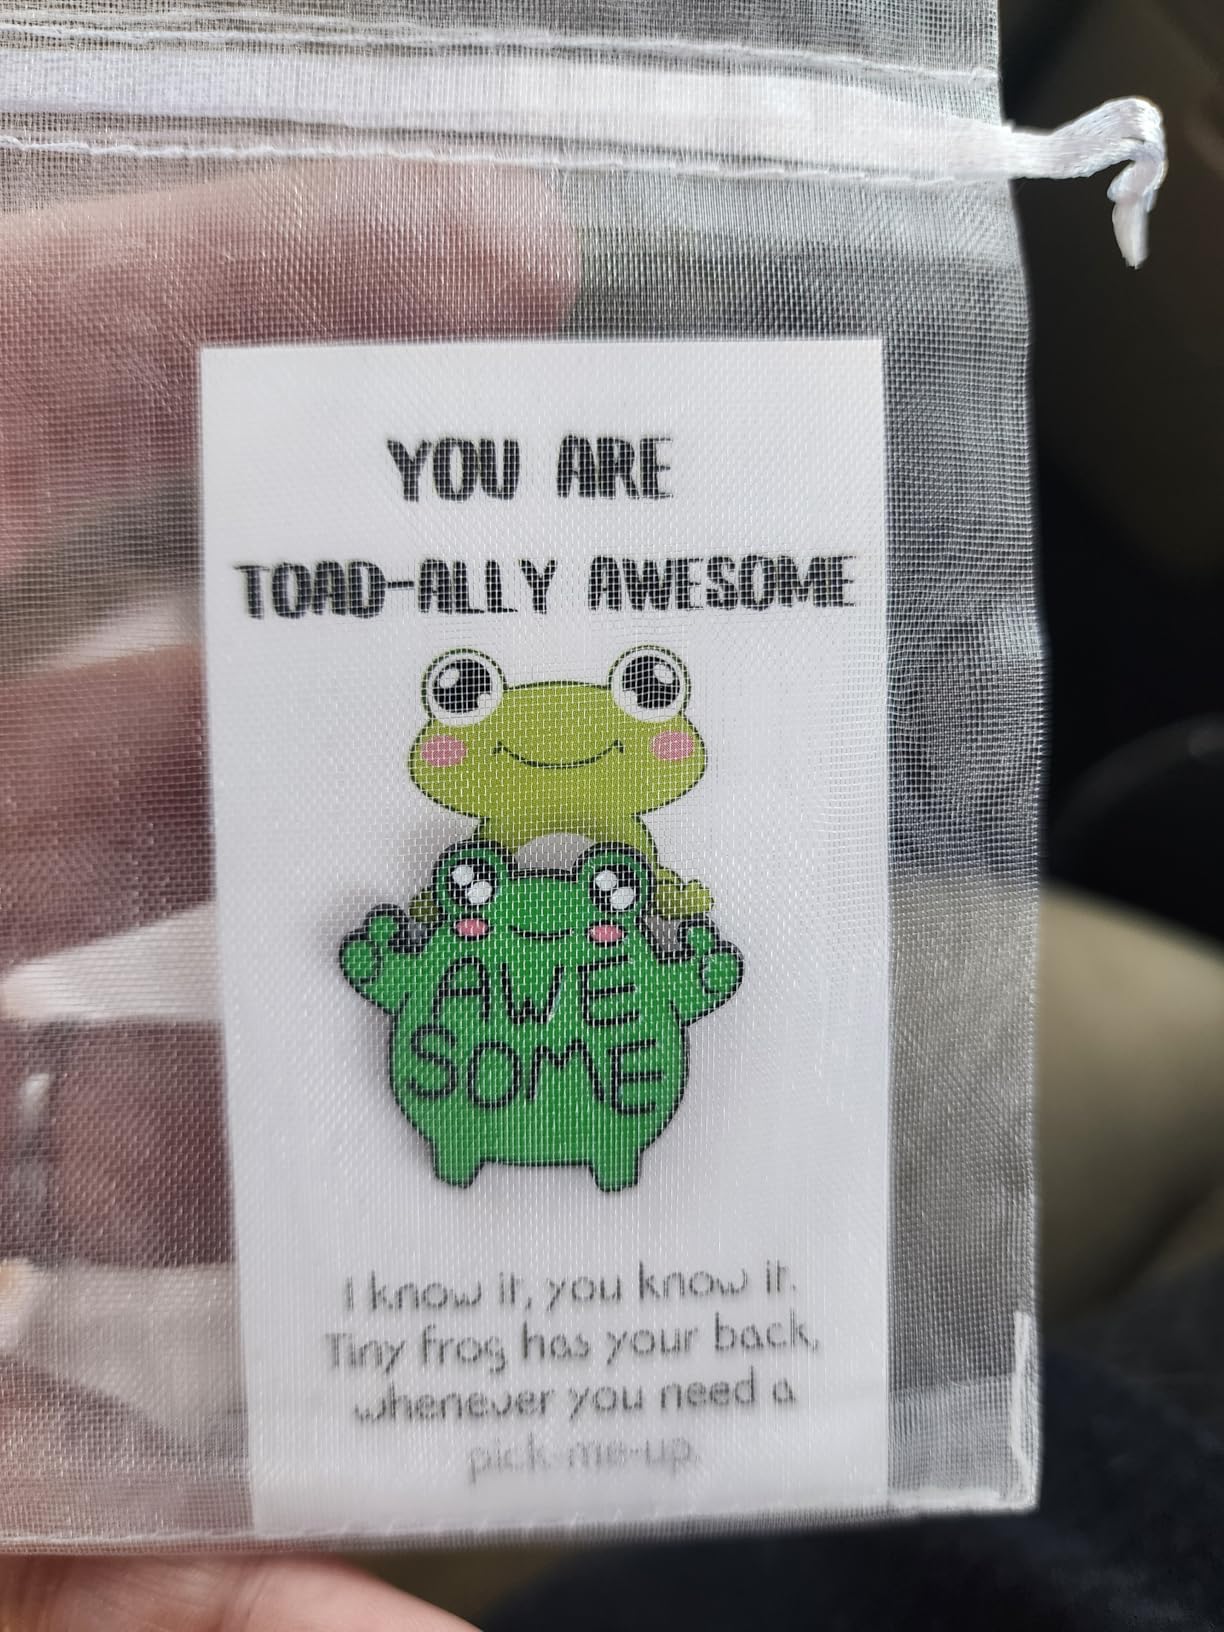 YOU ARE
TOAD-ALLY AWESOME
AWE
SOME
I know it, you know it.
Tiny frog has your back,
whenever you need a
pick-me-up.